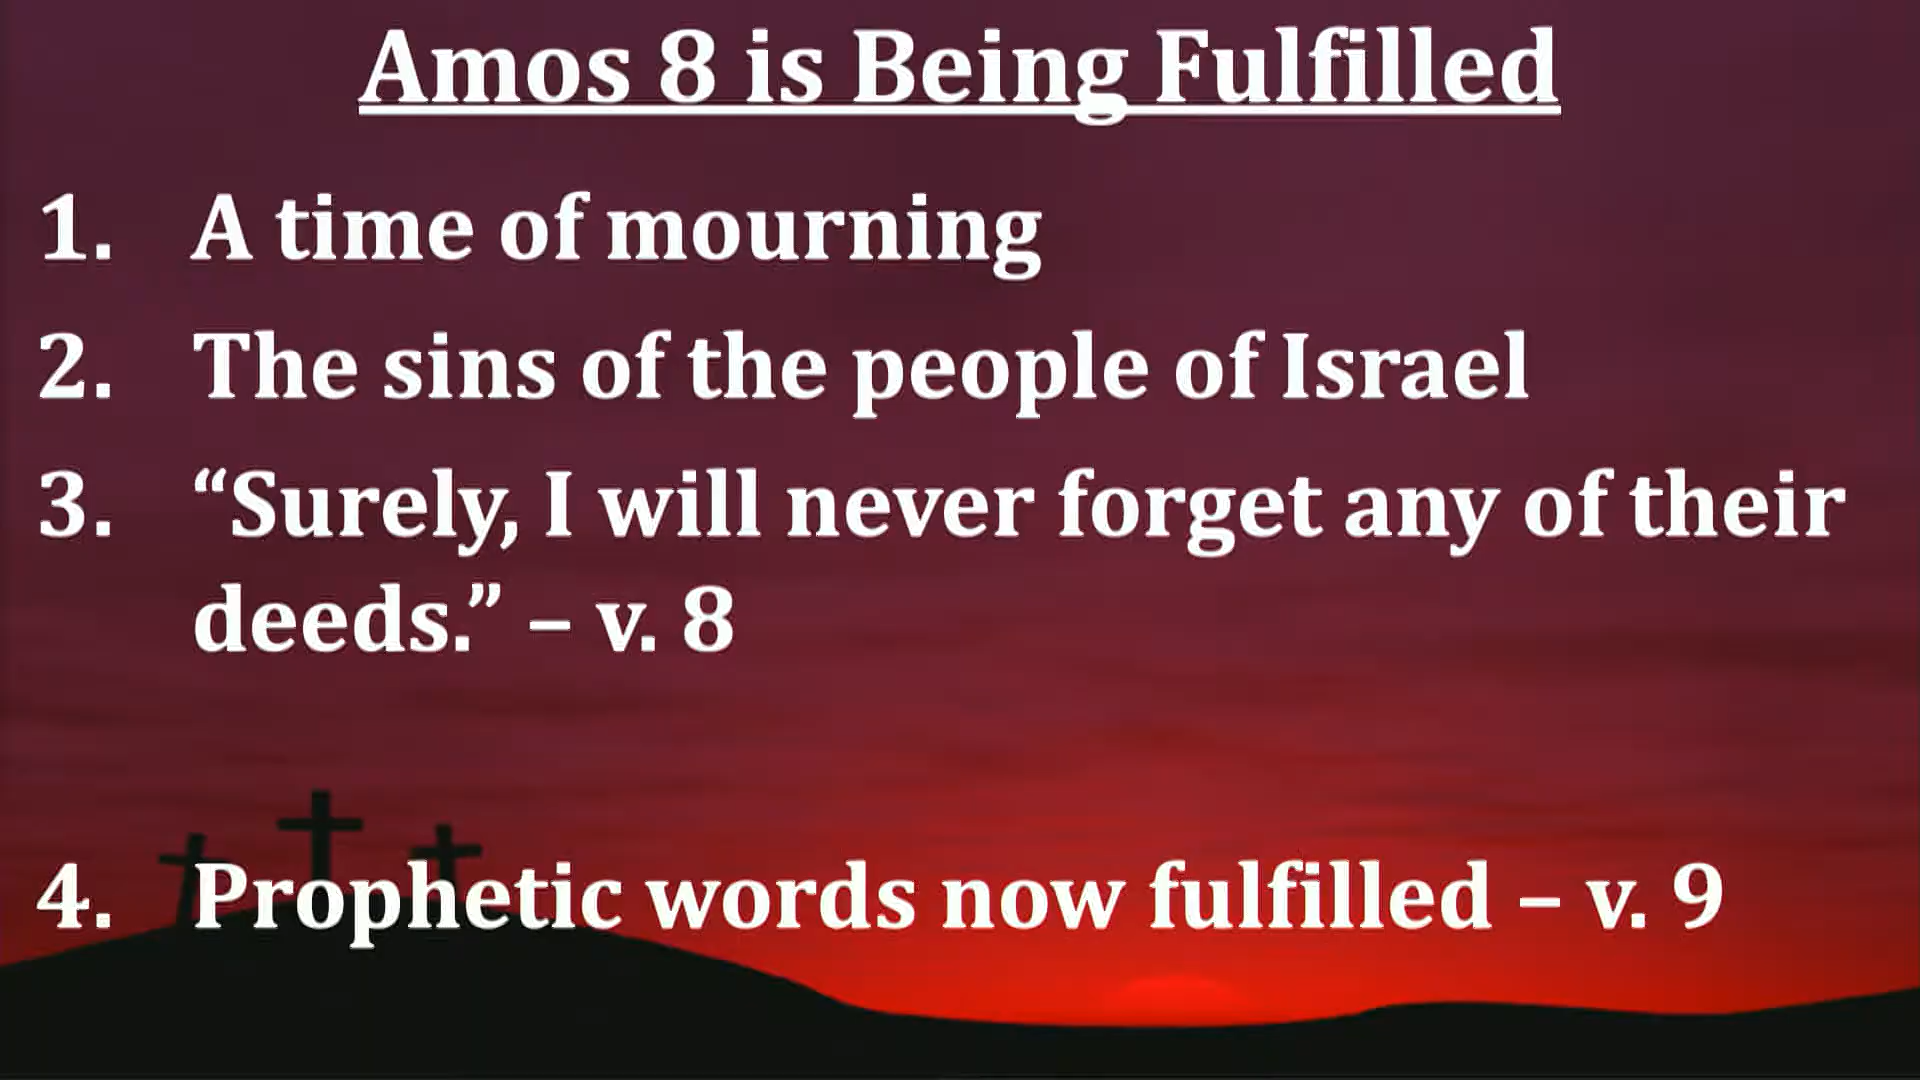 Amos 8 is Being Fulfilled
1. A time of mourning
2. The sins of the people of Israel
3. “Surely, I will never forget any of their
deeds.” – v. 8
4. Prophetic words now fulfilled – v. 9